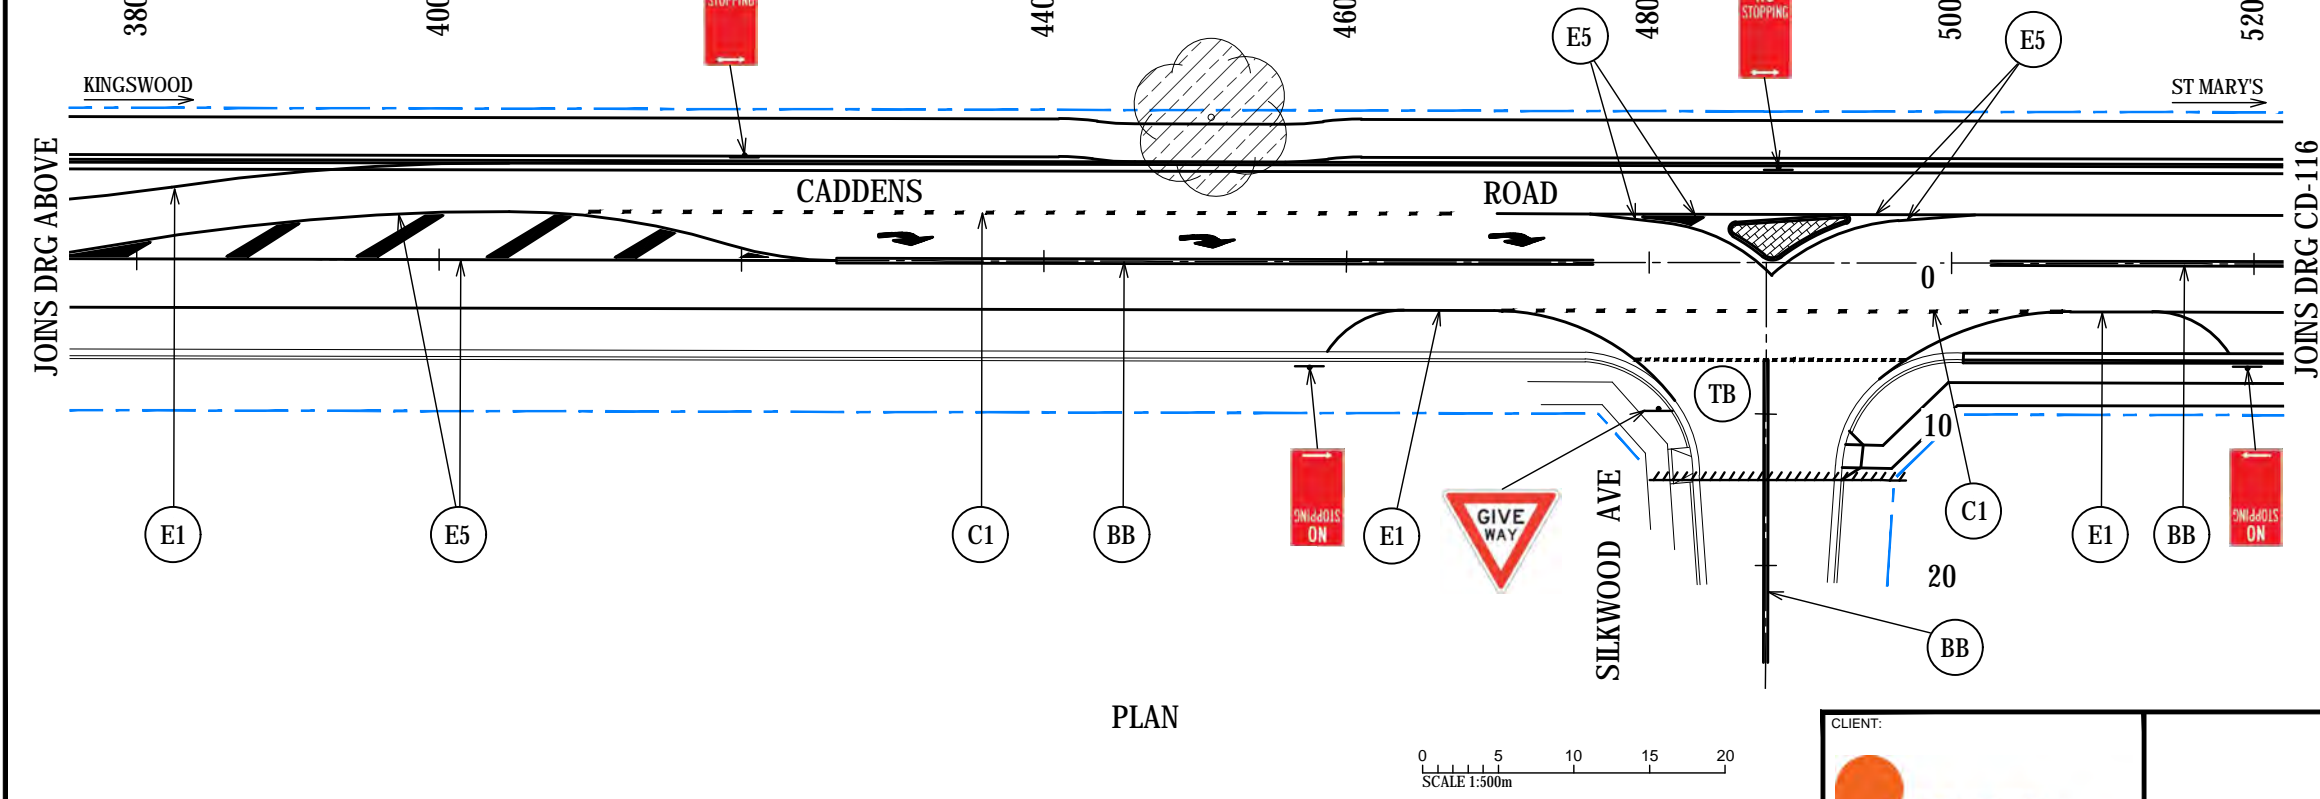 380
400
440
460
480
500
520
STOPPING
STOPPING
E5
E5
KINGSWOOD
ST MARY'S
JOINS DRG ABOVE
CADDENS
ROAD
JOINS DRG CD-116
0
TB
10
NO STOPPING
GIVE
WAY
SILKWOOD AVE
NO STOPPING
E1
E5
C1
BB
E1
C1
E1
BB
20
BB
PLAN
0 5 10 15 20
SCALE 1:500m
CLIENT: